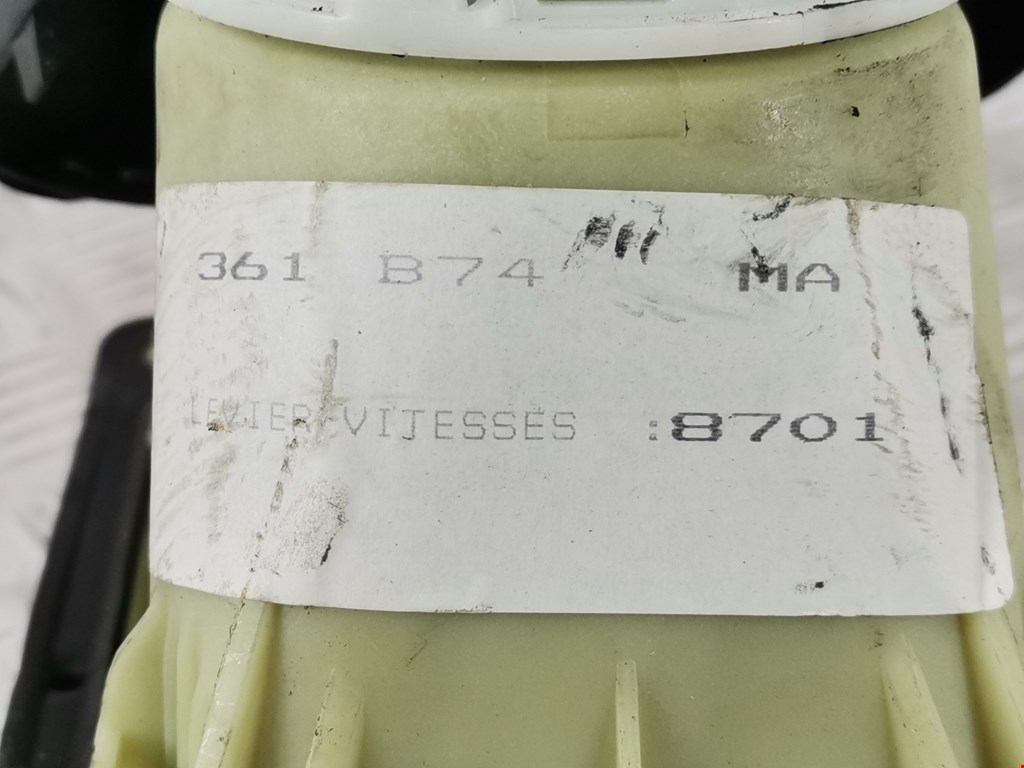 361 B74 MA
LEVIER VITESSES :8701